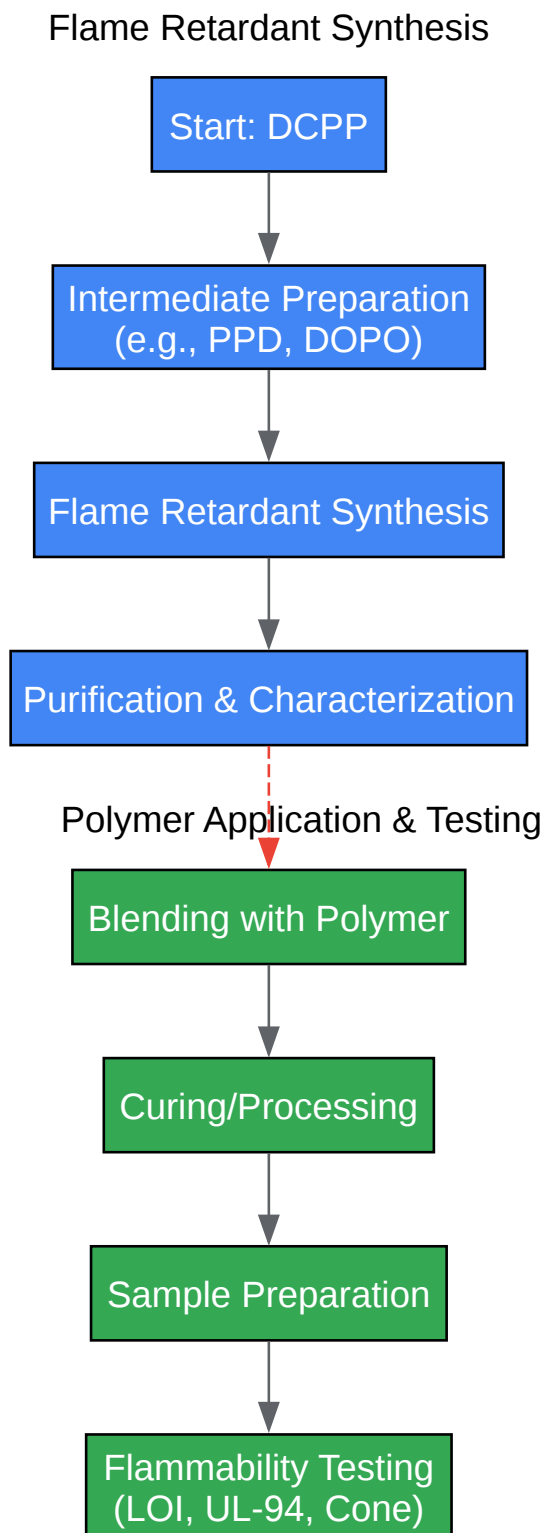 Flame Retardant Synthesis
Start: DCPP
Intermediate Preparation
(e.g., PPD, DOPO)
Flame Retardant Synthesis
Purification & Characterization
Polymer Application & Testing
Blending with Polymer
Curing/Processing
Sample Preparation
Flammability Testing
(LOI, UL-94, Cone)